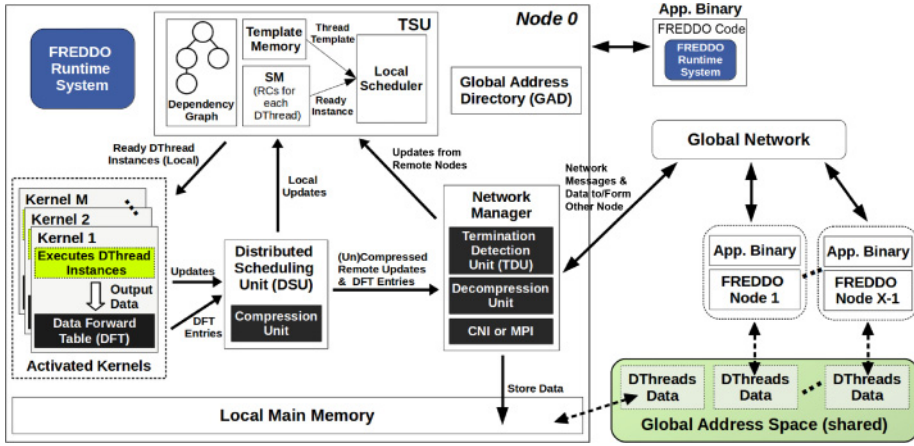 FREDDO
Runtime
System
TSU
Node 0
Template
Memory
Thread
Template
Dependency
Graph
SM
(RCs for
each
DThread)
Ready
Instance
Local
Scheduler
Global Address
Directory (GAD)
App. Binary
FREDDO Code
FREDDO
Runtime
System
Ready DThread
Instances (Local)
Local
Updates
Updates from
Remote Nodes
Network
Messages &
Data to/Form
Other Node
Global Network
Kernel M
Kernel 2
Kernel 1
Executes DThread
Instances
Output
Data
Data Forward
Table (DFT)
Activated Kernels
Updates
DFT
Entries
Distributed
Scheduling
Unit (DSU)
Compression
Unit
(Un)Compressed
Remote Updates
& DFT Entries
Network
Manager
Termination
Detection
Unit (TDU)
Decompression
Unit
CNI or MPI
Store Data
App. Binary
FREDDO
Node 1
App. Binary
FREDDO
Node X-1
Local Main Memory
DThreads
Data
DThreads
Data
DThreads
Data
Global Address Space (shared)